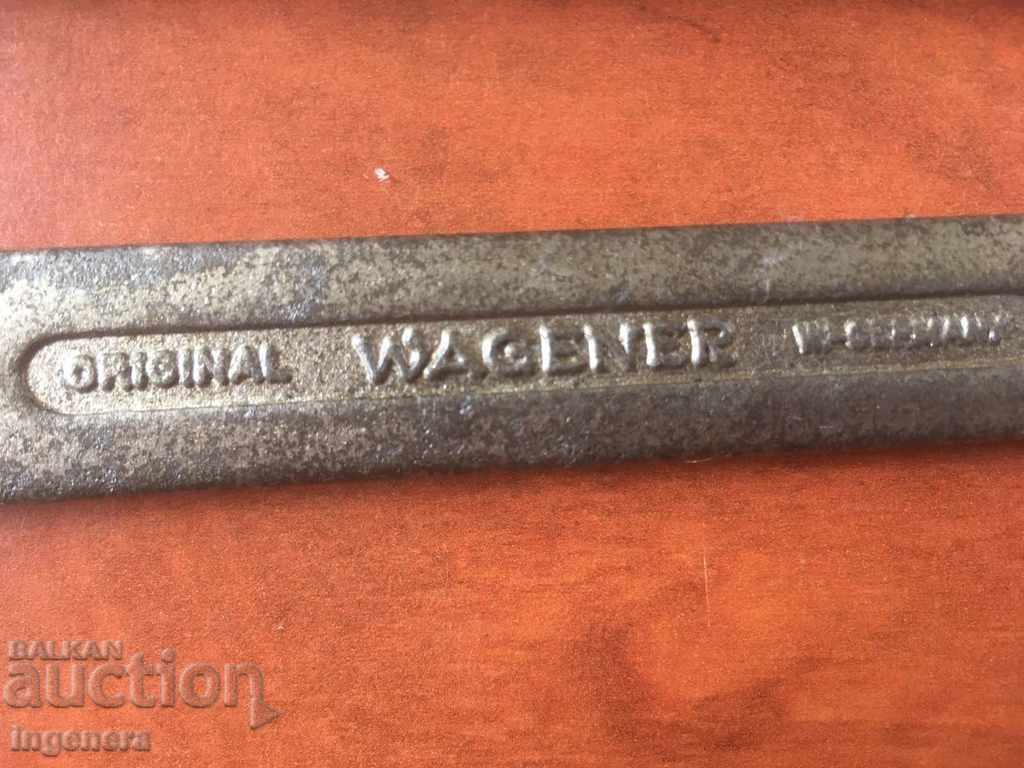 ORIGINAL WAGENER W-GERMANY
BALKAN
auction
ingenera